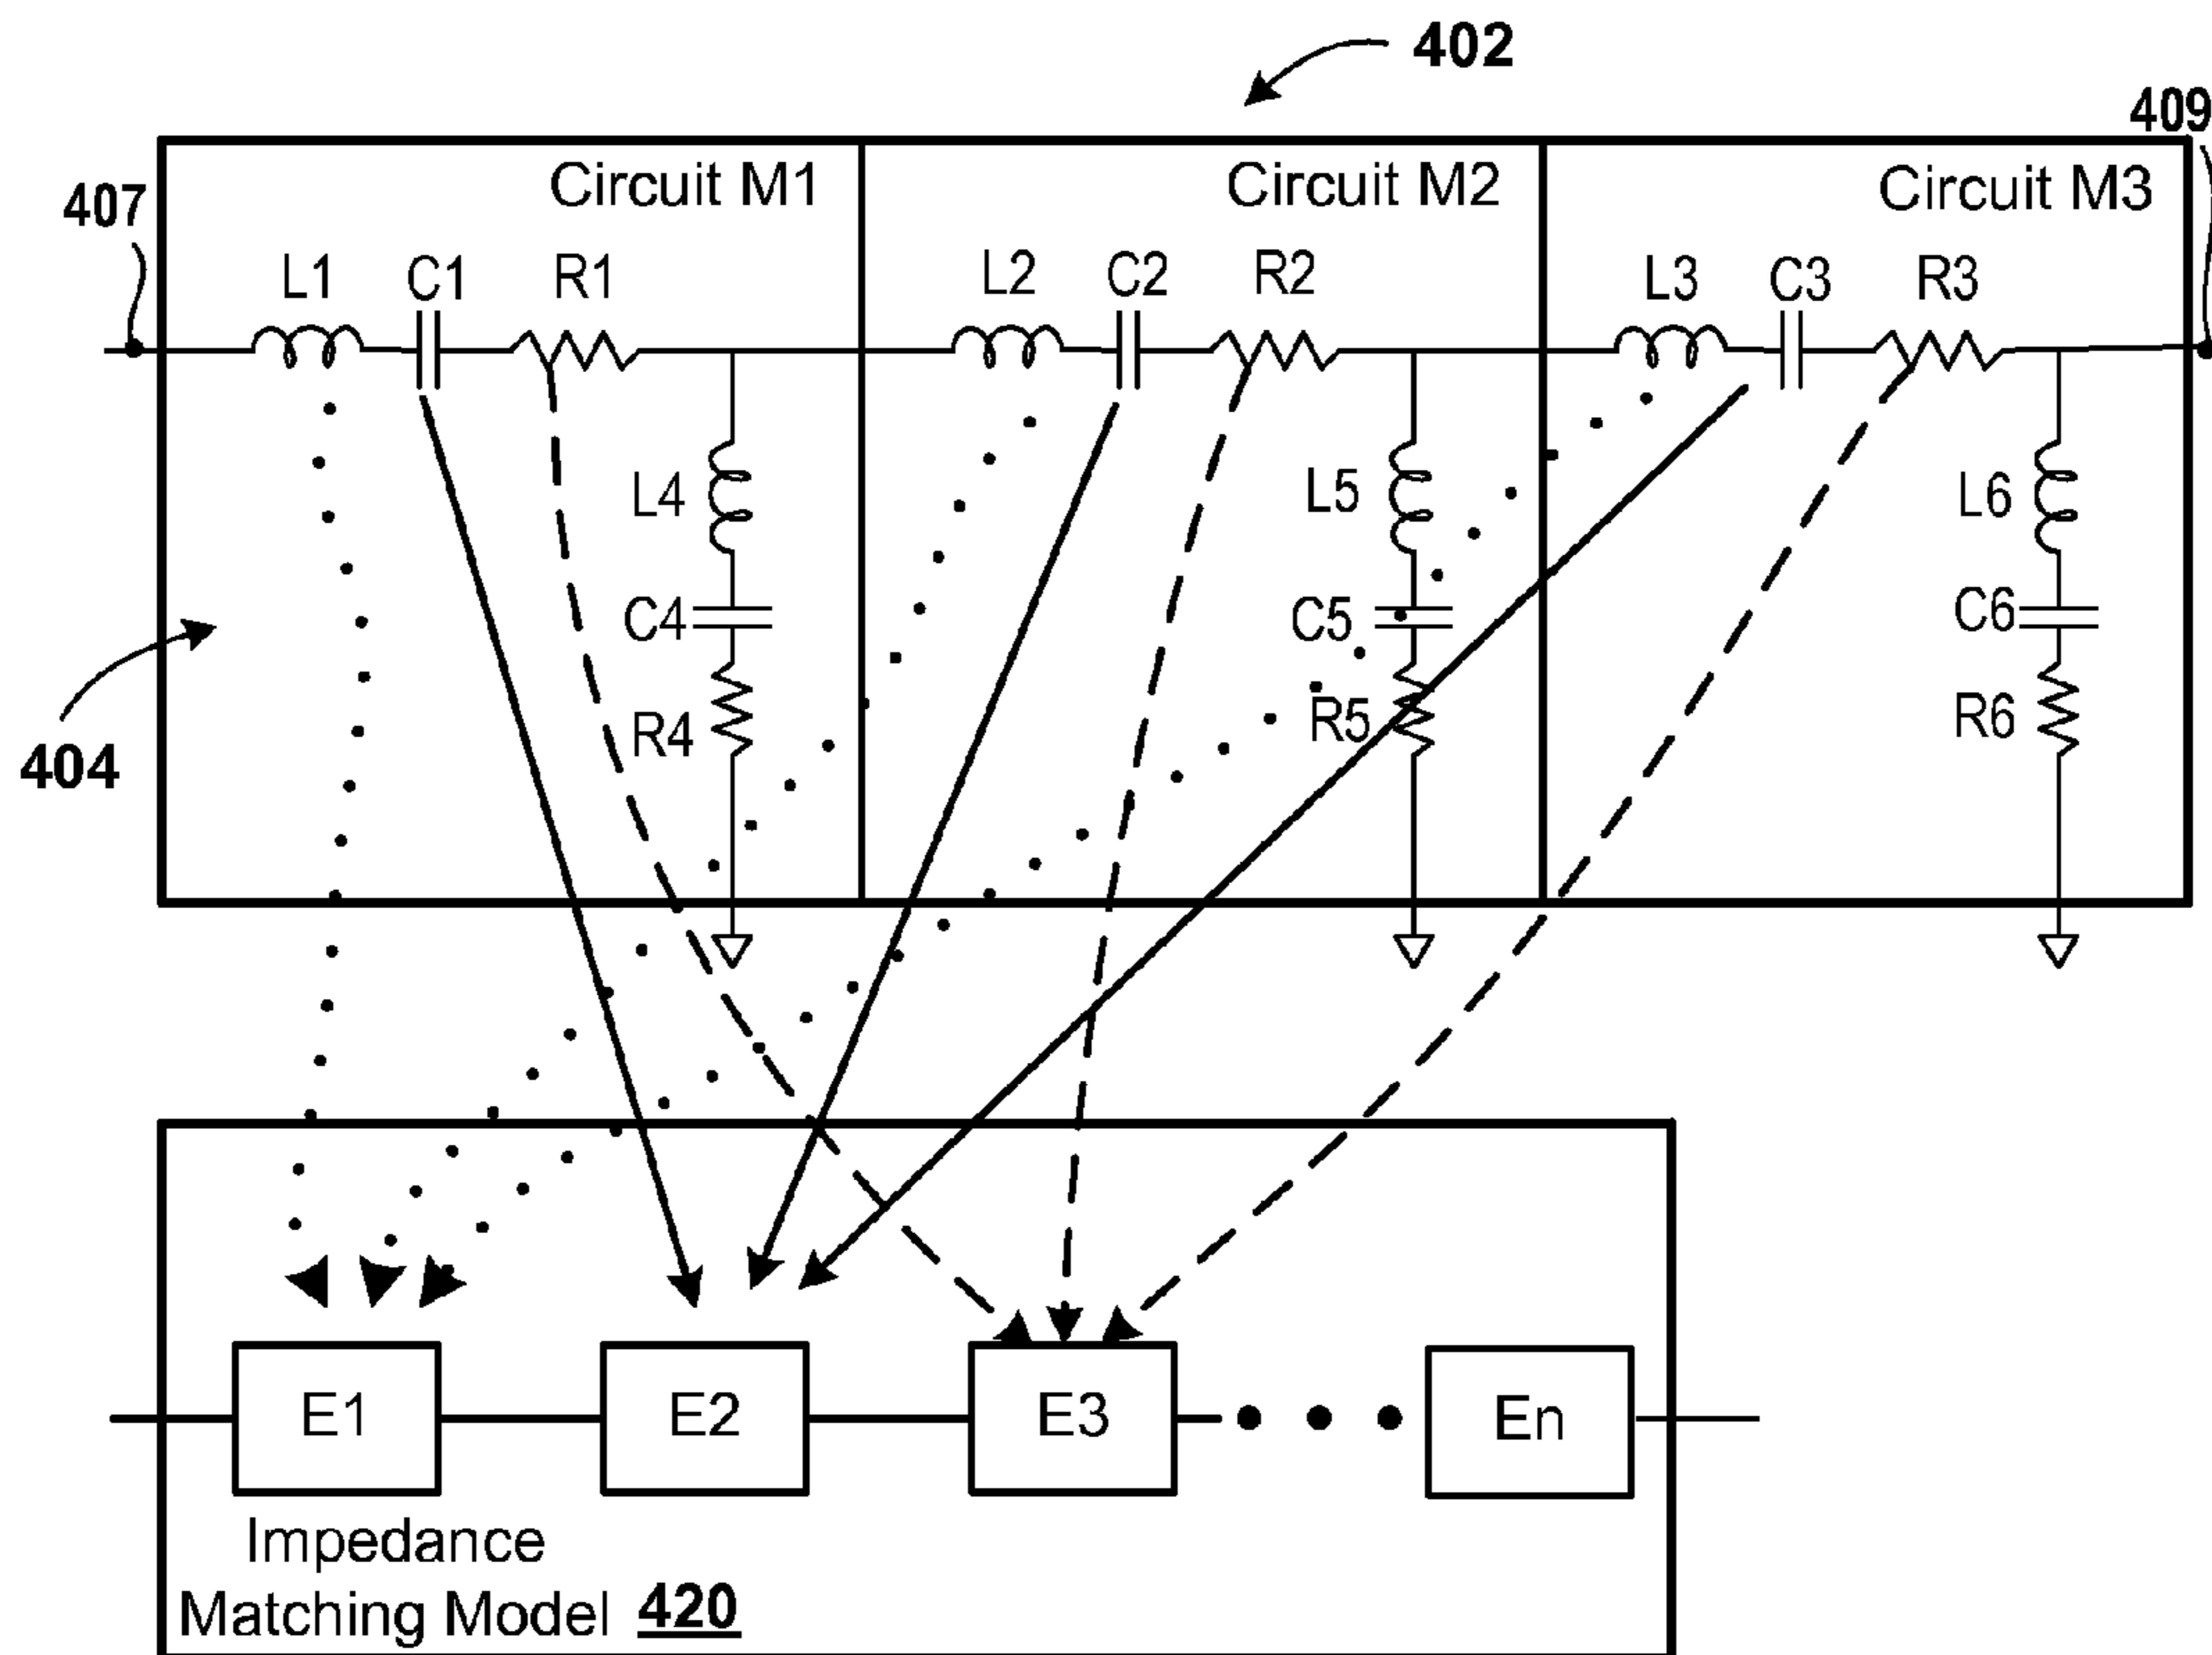 402
409
Circuit M1
Circuit M2
Circuit M3
407
L1
C1
R1
L2
C2
R2
L3
C3
R3
L4
L5
L6
C4
C5
C6
R4
R5
R6
404
E1
E2
E3
En
Impedance
Matching Model 420